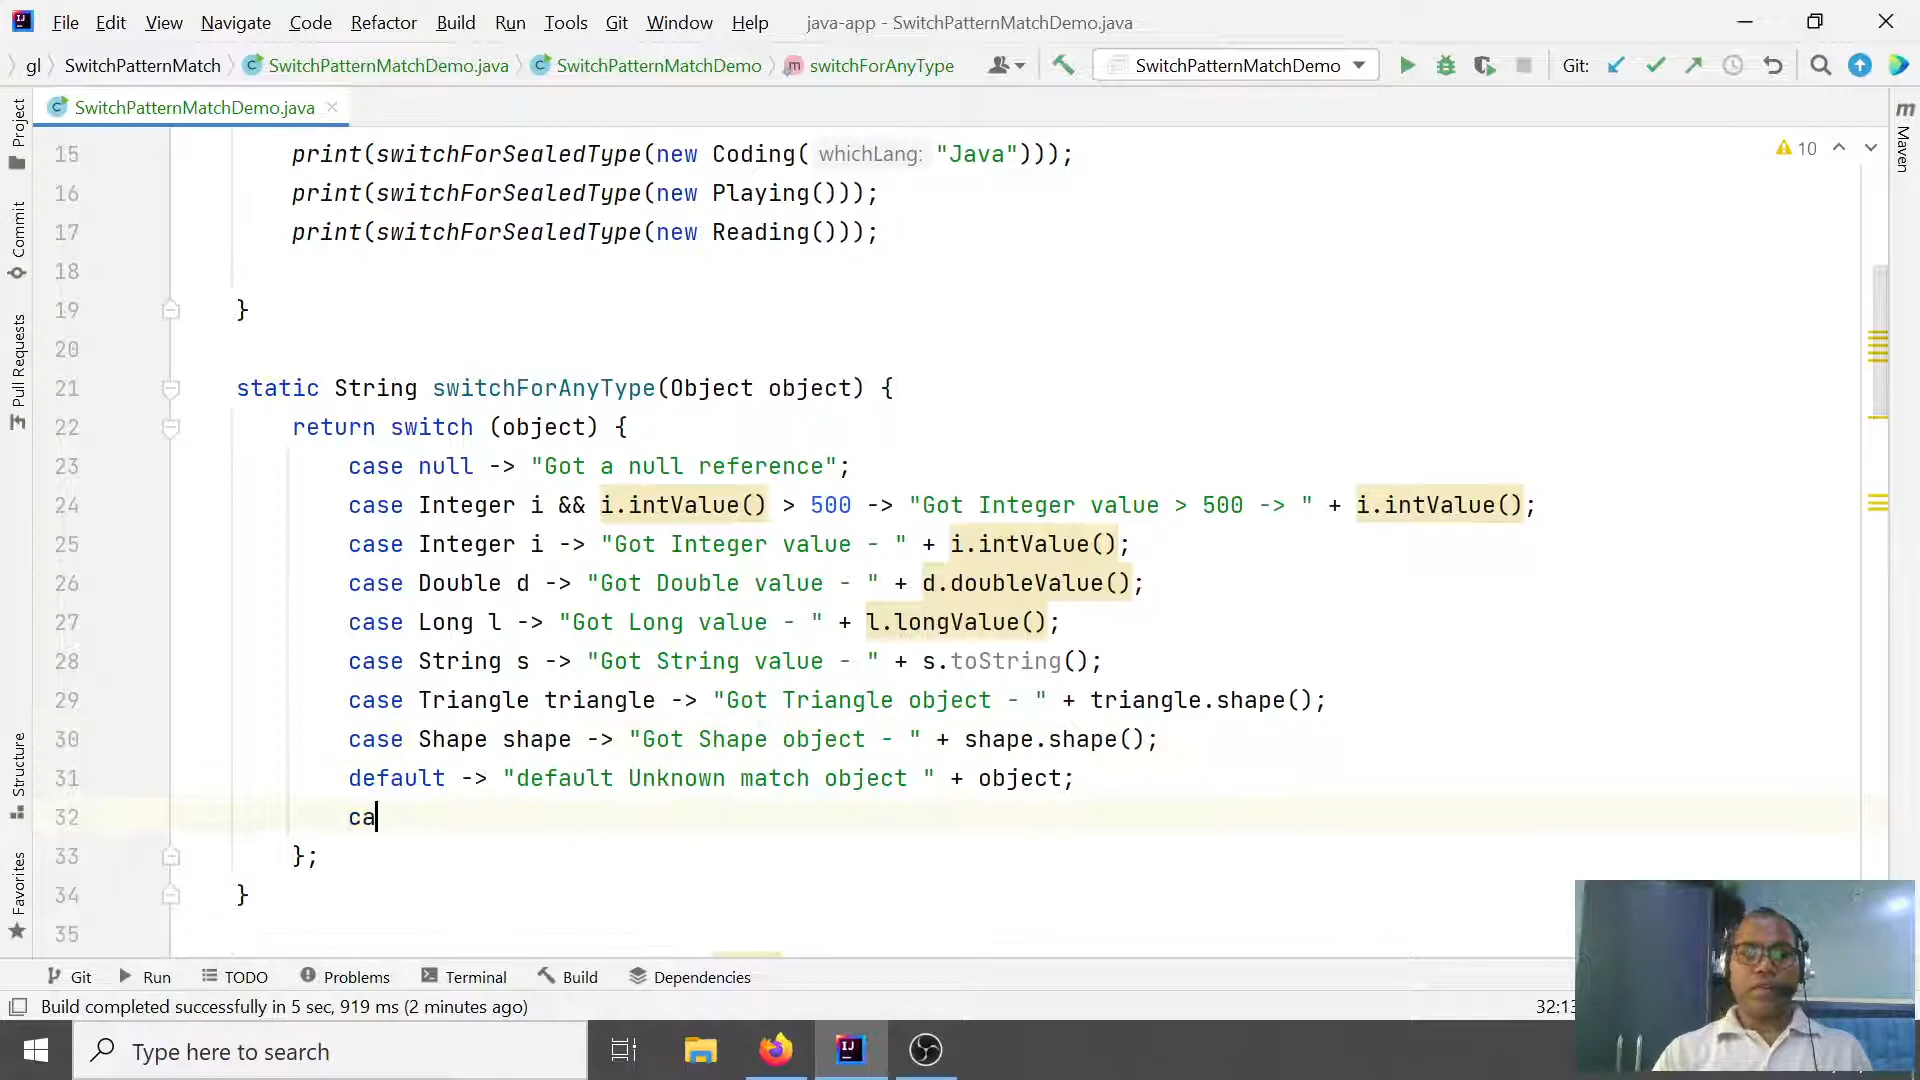 File Edit View Navigate Code Refactor Build Run Tools Git Window Help java-app - SwitchPatternMatchDemo.java
gl SwitchPatternMatch SwitchPatternMatchDemo.java SwitchPatternMatchDemo switchForAnyType SwitchPatternMatchDemo Git:
SwitchPatternMatchDemo.java
Project
Commit
Pull Requests
Structure
Favorites
Maven
10
15 print(switchForSealedType(new Coding( whichLang: "Java")));
16 print(switchForSealedType(new Playing()));
17 print(switchForSealedType(new Reading()));
18
19 }
20
21 static String switchForAnyType(Object object) {
22 return switch (object) {
23 case null -> "Got a null reference";
24 case Integer i && i.intValue() > 500 -> "Got Integer value > 500 -> " + i.intValue();
25 case Integer i -> "Got Integer value - " + i.intValue();
26 case Double d -> "Got Double value - " + d.doubleValue();
27 case Long l -> "Got Long value - " + l.longValue();
28 case String s -> "Got String value - " + s.toString();
29 case Triangle triangle -> "Got Triangle object - " + triangle.shape();
30 case Shape shape -> "Got Shape object - " + shape.shape();
31 default -> "default Unknown match object " + object;
32 ca
33 };
34 }
35
Git Run TODO Problems Terminal Build Dependencies
Build completed successfully in 5 sec, 919 ms (2 minutes ago) 32:13
Type here to search